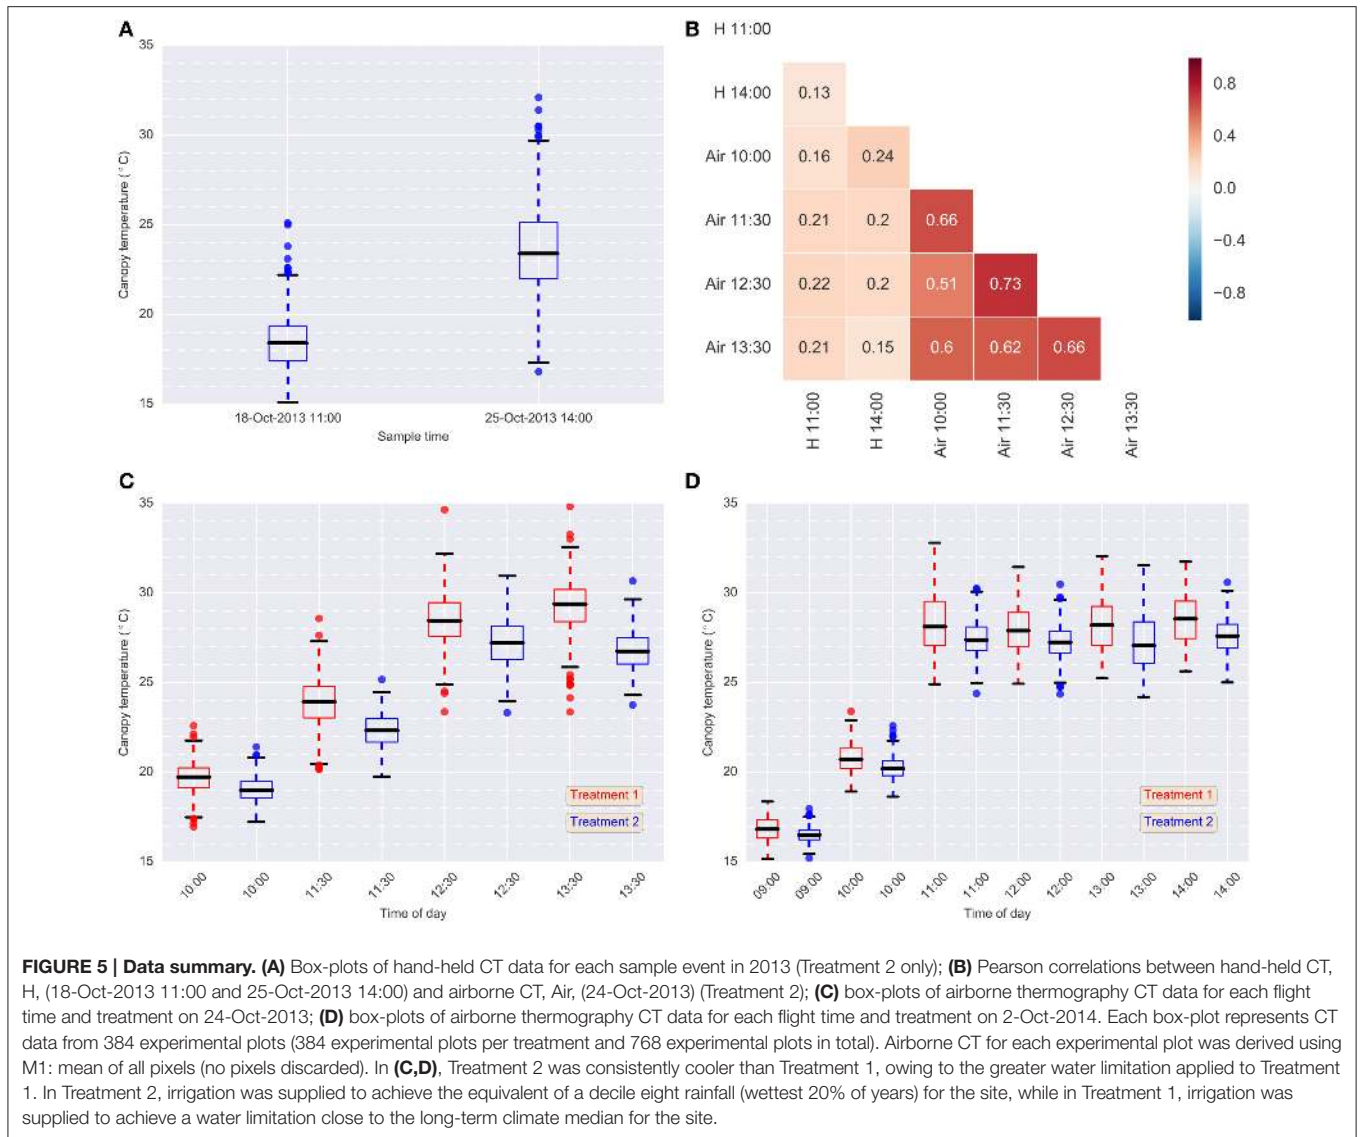 A
35
30
25
20
15
Canopy temperature (°C)
18-Oct-2013 11:00
25-Oct-2013 14:00
Sample time
B
H 11:00
H 14:00
0.13
Air 10:00
0.16 0.24
Air 11:30
0.21 0.2 0.66
Air 12:30
0.22 0.2 0.51 0.73
Air 13:30
0.21 0.15 0.6 0.62 0.66
H 11:00
H 14:00
Air 10:00
Air 11:30
Air 12:30
Air 13:30
0.8
0.4
0.0
−0.4
−0.8
C
35
30
25
20
15
Canopy temperature (°C)
Treatment 1
Treatment 2
10:00 10:00 11:30 11:30 12:30 12:30 13:30 13:30
Time of day
D
35
30
25
20
15
Canopy temperature (°C)
Treatment 1
Treatment 2
09:00 09:00 10:00 10:00 11:00 11:00 12:00 12:00 13:00 13:00 14:00 14:00
Time of day
FIGURE 5 | Data summary. (A) Box-plots of hand-held CT data for each sample event in 2013 (Treatment 2 only); (B) Pearson correlations between hand-held CT,
H, (18-Oct-2013 11:00 and 25-Oct-2013 14:00) and airborne CT, Air, (24-Oct-2013) (Treatment 2); (C) box-plots of airborne thermography CT data for each flight
time and treatment on 24-Oct-2013; (D) box-plots of airborne thermography CT data for each flight time and treatment on 2-Oct-2014. Each box-plot represents CT
data from 384 experimental plots (384 experimental plots per treatment and 768 experimental plots in total). Airborne CT for each experimental plot was derived using
M1: mean of all pixels (no pixels discarded). In (C,D), Treatment 2 was consistently cooler than Treatment 1, owing to the greater water limitation applied to Treatment
1. In Treatment 2, irrigation was supplied to achieve the equivalent of a decile eight rainfall (wettest 20% of years) for the site, while in Treatment 1, irrigation was
supplied to achieve a water limitation close to the long-term climate median for the site.